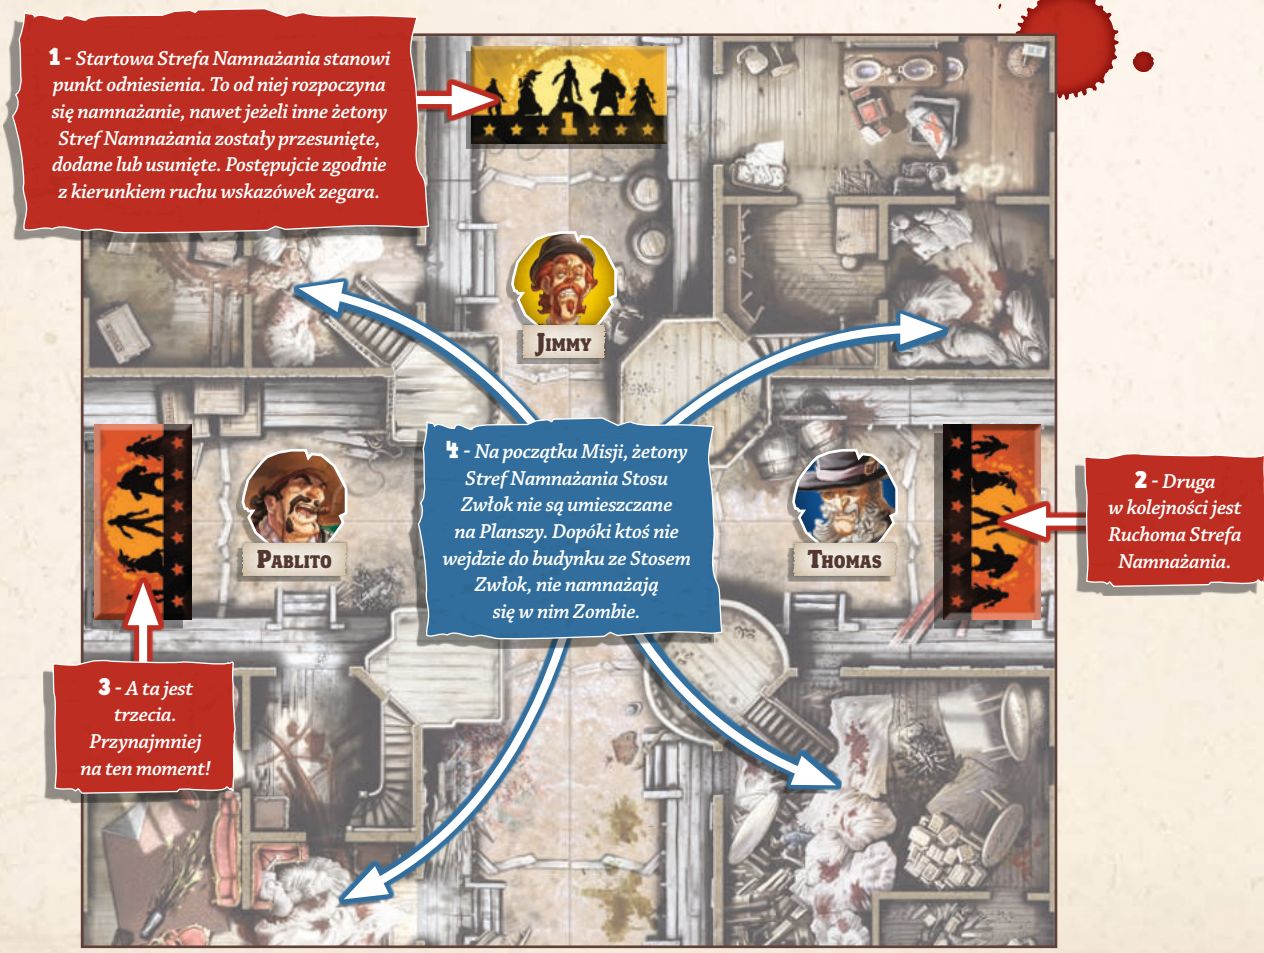 1 - Startowa Strefa Namnażania stanowi
punkt odniesienia. To od niej rozpoczyna
się namnażanie, nawet jeżeli inne żetony
Stref Namnażania zostały przesunięte,
dodane lub usunięte. Postępujcie zgodnie
z kierunkiem ruchu wskazówek zegara.
1
JIMMY
4 - Na początku Misji, żetony
Stref Namnażania Stosu
Zwłok nie są umieszczane
na Planszy. Dopóki ktoś nie
wejdzie do budynku ze Stosem
Zwłok, nie namnażają
się w nim Zombie.
PABLITO
THOMAS
2 - Druga
w kolejności jest
Ruchoma Strefa
Namnażania.
3 - A ta jest
trzecia.
Przynajmniej
na ten moment!